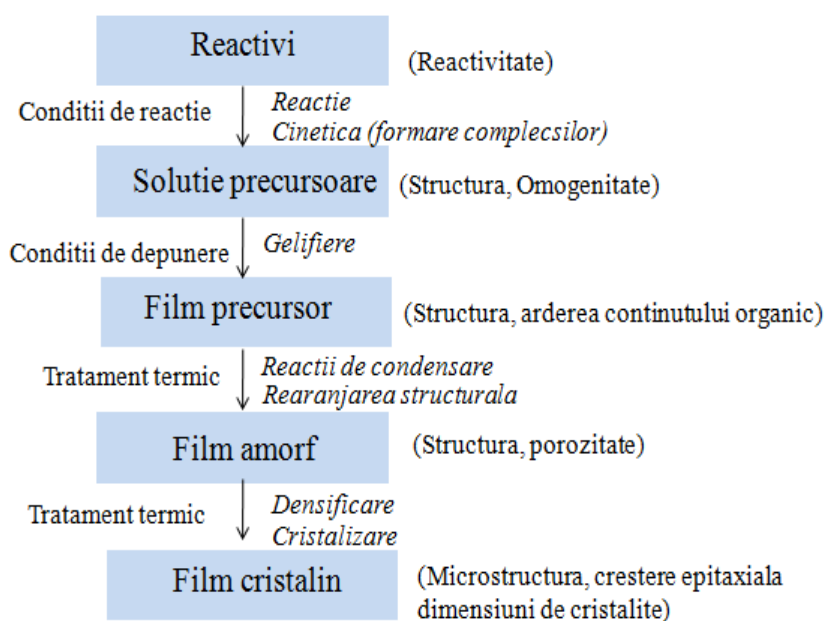 Reactivi
(Reactivitate)
Conditii de reactie
Reactie
Cinetica (formare complecsilor)
Solutie precursoare
(Structura, Omogenitate)
Conditii de depunere
Gelifiere
Film precursor
(Structura, arderea continutului organic)
Tratament termic
Reactii de condensare
Rearanjarea structurala
Film amorf
(Structura, porozitate)
Tratament termic
Densificare
Cristalizare
Film cristalin
(Microstructura, crestere epitaxiala
dimensiuni de cristalite)